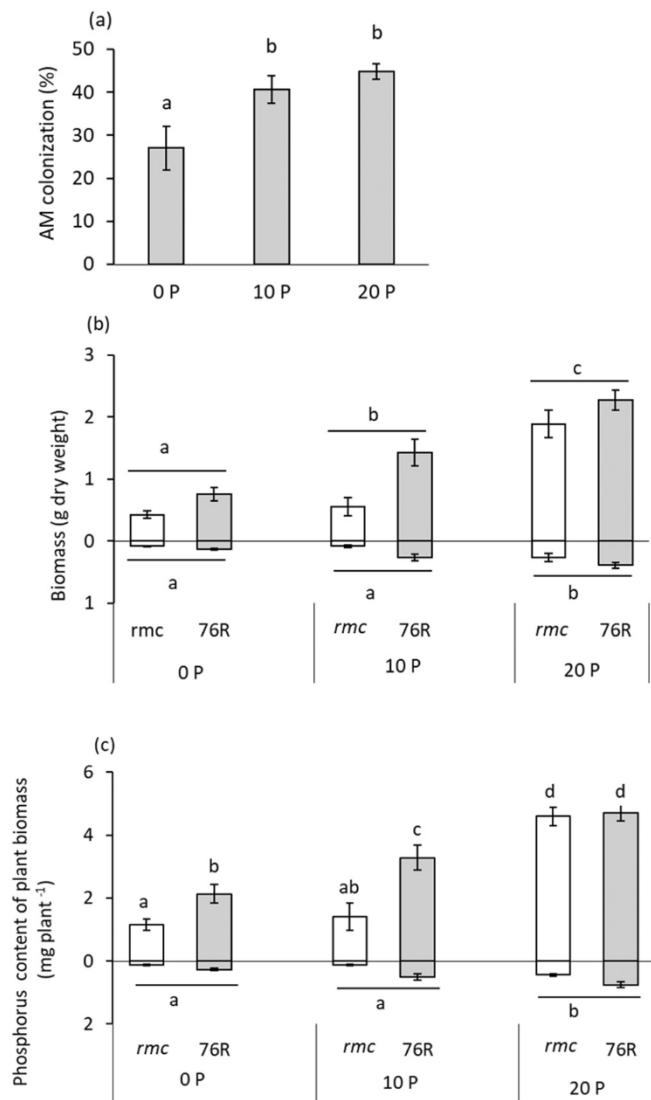 (a)
AM colonization (%)
50
40
30
20
10
0
a
b
b
0 P
10 P
20 P
(b)
Biomass (g dry weight)
3
2
1
0
1
a
b
c
a
a
b
rmc
76R
rmc
76R
rmc
76R
0 P
10 P
20 P
(c)
Phosphorus content of plant biomass
(mg plant -1)
6
4
2
0
2
a
b
ab
c
d
d
a
a
b
rmc
76R
rmc
76R
rmc
76R
0 P
10 P
20 P